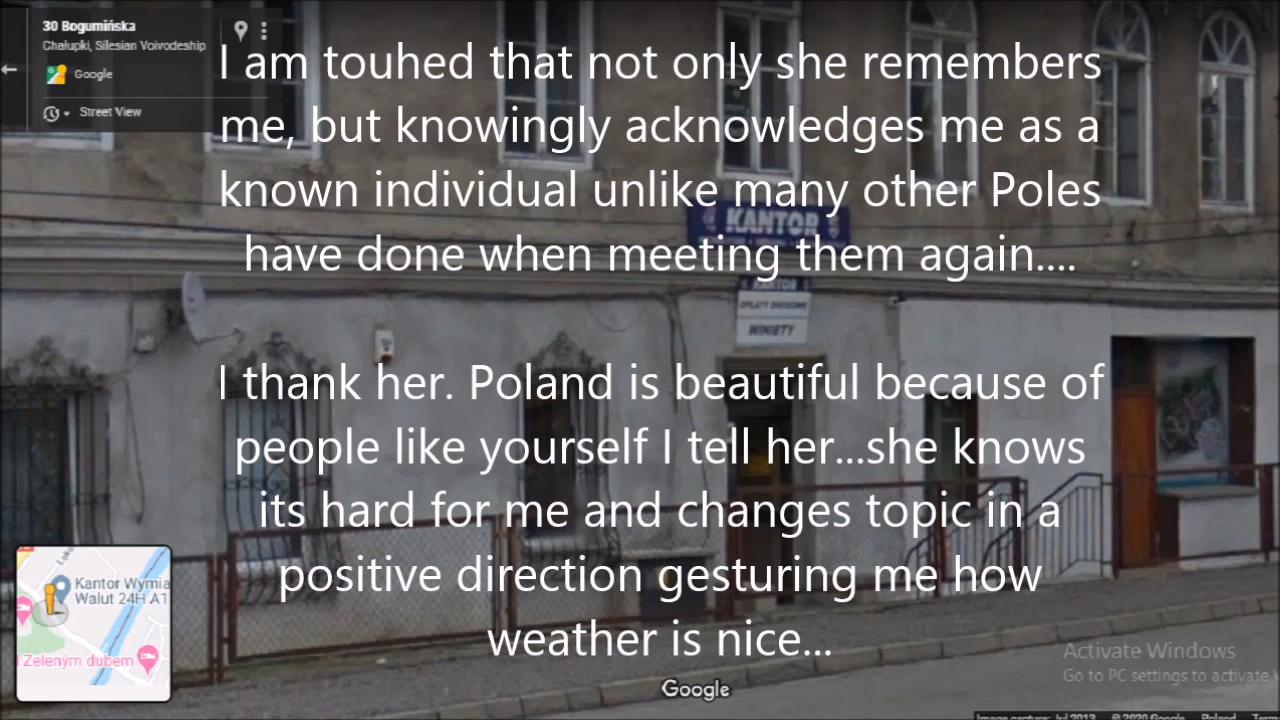 30 Bogumińska
Chałupki, Silesian Voivodeship
Google
Street View
I am touhed that not only she remembers
me, but knowingly acknowledges me as a
known individual unlike many other Poles
have done when meeting them again....
KANTOR
KANTOR
OPŁATY DROGOWE
WINIETY
I thank her. Poland is beautiful because of
people like yourself I tell her...she knows
its hard for me and changes topic in a
positive direction gesturing me how
weather is nice...
Kantor Wymia
Walut 24H A1
Zeleným dubem
Activate Windows
Go to PC settings to activate
Google
Image capture: Jul 2013 © 2020 Google Poland